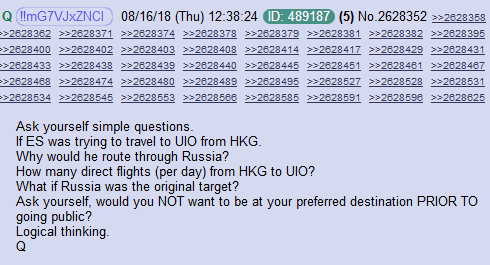 Q !!mG7VJxZNCI 08/16/18 (Thu) 12:38:24 ID: 489187 (5) No.2628352 >>2628358
>>2628362 >>2628371 >>2628374 >>2628378 >>2628379 >>2628381 >>2628382 >>2628395
>>2628400 >>2628402 >>2628403 >>2628408 >>2628414 >>2628417 >>2628429 >>2628431
>>2628433 >>2628438 >>2628439 >>2628440 >>2628445 >>2628451 >>2628461 >>2628467
>>2628468 >>2628474 >>2628480 >>2628489 >>2628495 >>2628527 >>2628528 >>2628531
>>2628534 >>2628545 >>2628553 >>2628566 >>2628585 >>2628591 >>2628596 >>2628625
Ask yourself simple questions.
If ES was trying to travel to UIO from HKG.
Why would he route through Russia?
How many direct flights (per day) from HKG to UIO?
What if Russia was the original target?
Ask yourself, would you NOT want to be at your preferred destination PRIOR TO
going public?
Logical thinking.
Q